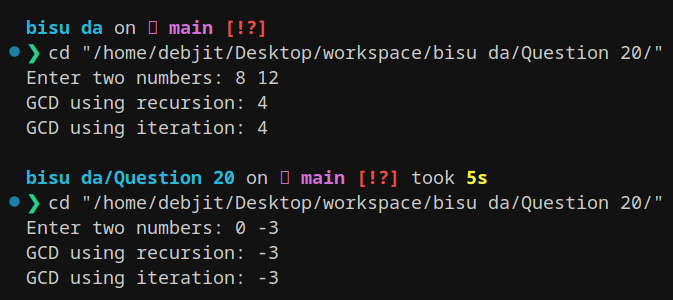 bisu da on  main [!?]
❯ cd "/home/debjit/Desktop/workspace/bisu da/Question 20/"
Enter two numbers: 8 12
GCD using recursion: 4
GCD using iteration: 4
bisu da/Question 20 on  main [!?] took 5s
❯ cd "/home/debjit/Desktop/workspace/bisu da/Question 20/"
Enter two numbers: 0 -3
GCD using recursion: -3
GCD using iteration: -3